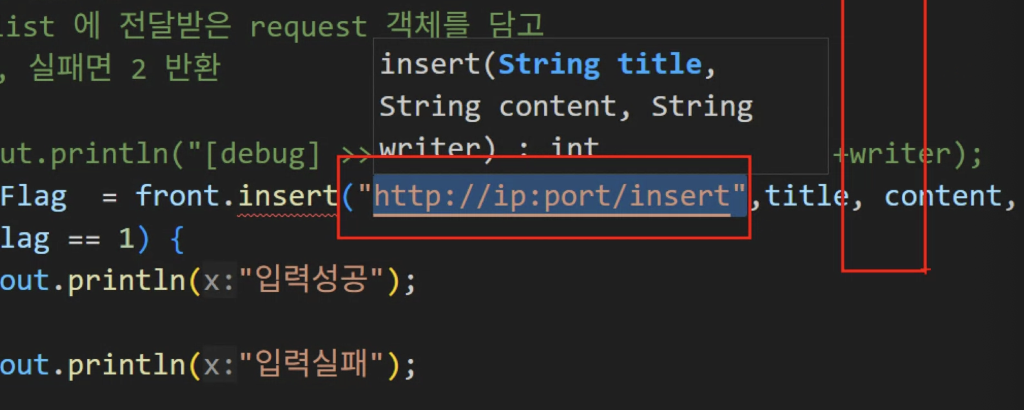 list 에 전달받은 request 객체를 담고
, 실패면 2 반환
insert(String title,
String content, String
writer) : int
ut.println("[debug] >> +writer);
Flag = front.insert("http://ip:port/insert",title, content,
lag == 1) {
out.println(x:"입력성공");
out.println(x:"입력실패");